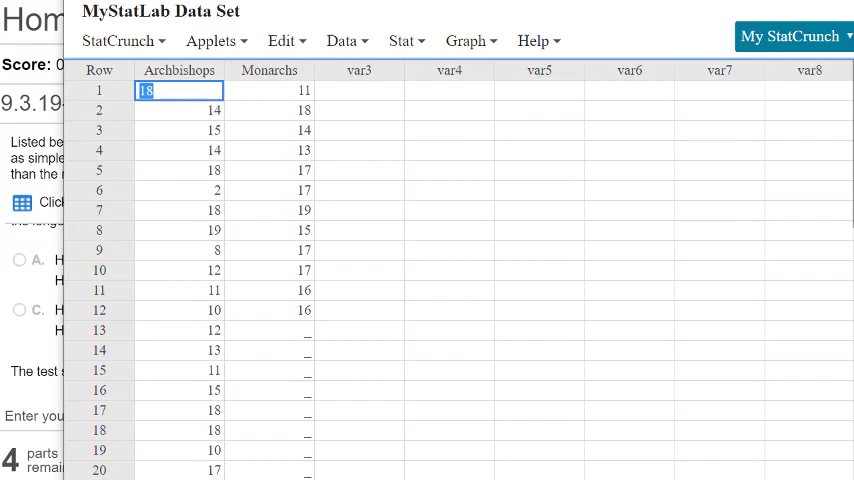 Hom
MyStatLab Data Set
StatCrunch Applets Edit Data Stat Graph Help My StatCrunch
Score: 0
9.3.19
Row Archbishops Monarchs var3 var4 var5 var6 var7 var8
1 18 11
2 14 18
3 15 14
4 14 13
5 18 17
6 2 17
7 18 19
8 19 15
9 8 17
10 12 17
11 11 16
12 10 16
13 12 _
14 13 _
15 11 _
16 15 _
17 18 _
18 18 _
19 10 _
20 17 _
Listed be
as simple
than the
Click
A. H
H
C. H
H
The test s
Enter you
4 parts
remai